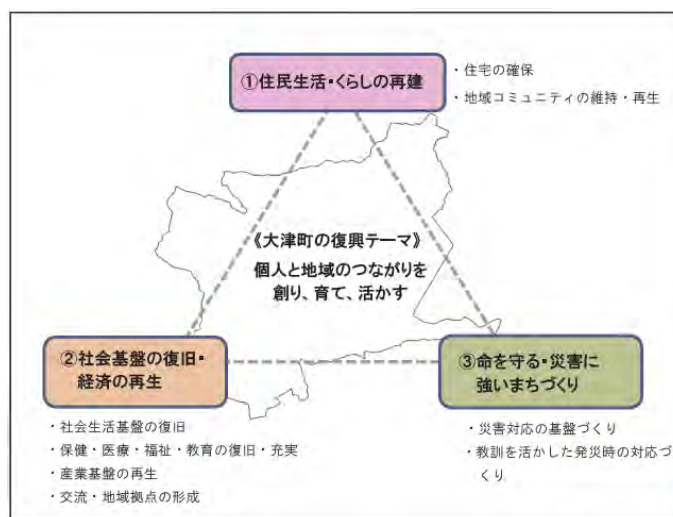 ①住民生活・くらしの再建
・住宅の確保
・地域コミュニティの維持・再生
《大津町の復興テーマ》
個人と地域のつながりを
創り、育て、活かす
②社会基盤の復旧・
経済の再生
・社会生活基盤の復旧
・保健・医療・福祉・教育の復旧・充実
・産業基盤の再生
・交流・地域拠点の形成
③命を守る・災害に
強いまちづくり
・災害対応の基盤づくり
・教訓を活かした発災時の対応づ
くり